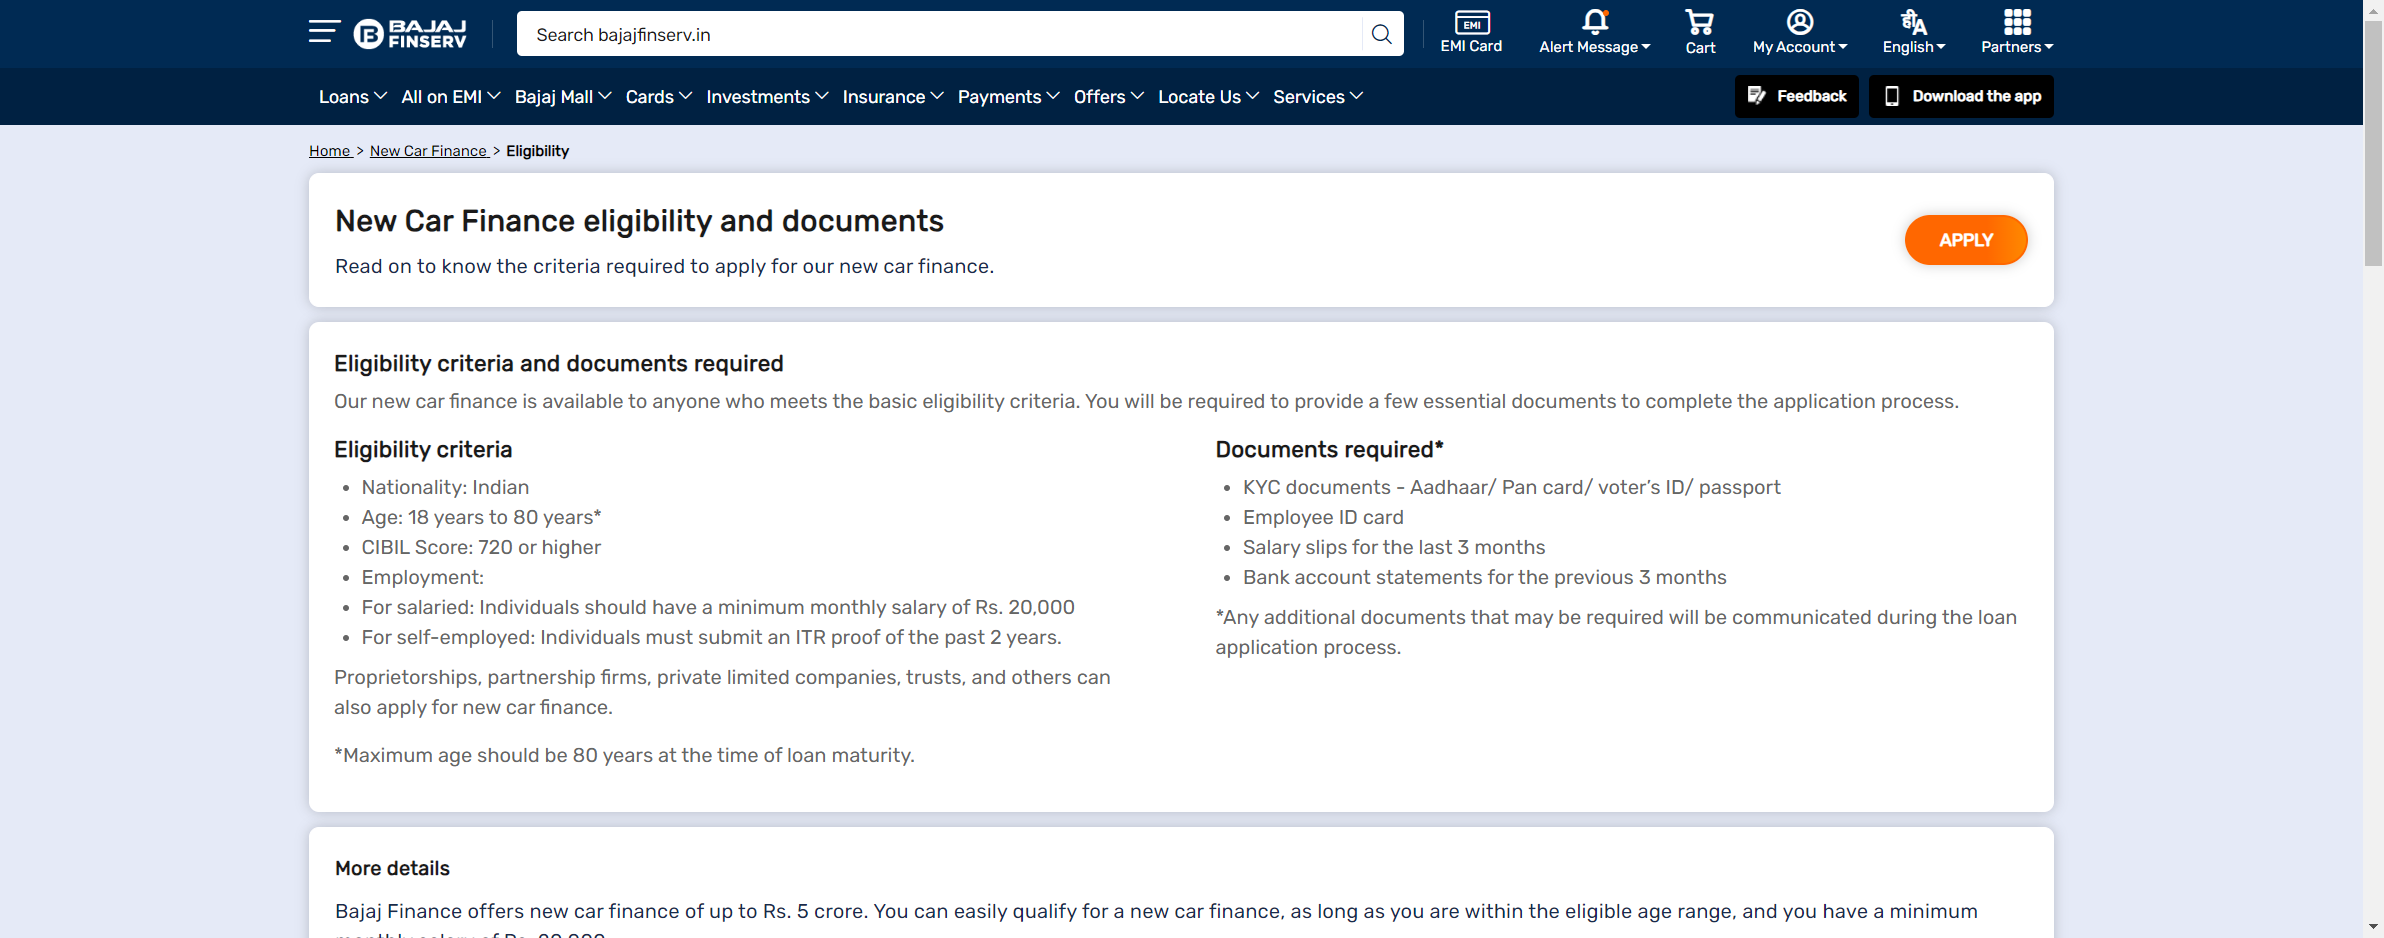 BAJAJ
FINSERV
Search bajajfinserv.in
EMI
EMI Card
Alert Message
Cart
My Account
हीA
English
Partners
Loans All on EMI Bajaj Mall Cards Investments Insurance Payments Offers Locate Us Services
Feedback
Download the app
Home > New Car Finance > Eligibility
New Car Finance eligibility and documents
Read on to know the criteria required to apply for our new car finance.
APPLY
Eligibility criteria and documents required
Our new car finance is available to anyone who meets the basic eligibility criteria. You will be required to provide a few essential documents to complete the application process.
Eligibility criteria
• Nationality: Indian
• Age: 18 years to 80 years*
• CIBIL Score: 720 or higher
• Employment:
• For salaried: Individuals should have a minimum monthly salary of Rs. 20,000
• For self-employed: Individuals must submit an ITR proof of the past 2 years.
Proprietorships, partnership firms, private limited companies, trusts, and others can
also apply for new car finance.
*Maximum age should be 80 years at the time of loan maturity.
Documents required*
• KYC documents - Aadhaar/ Pan card/ voter’s ID/ passport
• Employee ID card
• Salary slips for the last 3 months
• Bank account statements for the previous 3 months
*Any additional documents that may be required will be communicated during the loan
application process.
More details
Bajaj Finance offers new car finance of up to Rs. 5 crore. You can easily qualify for a new car finance, as long as you are within the eligible age range, and you have a minimum